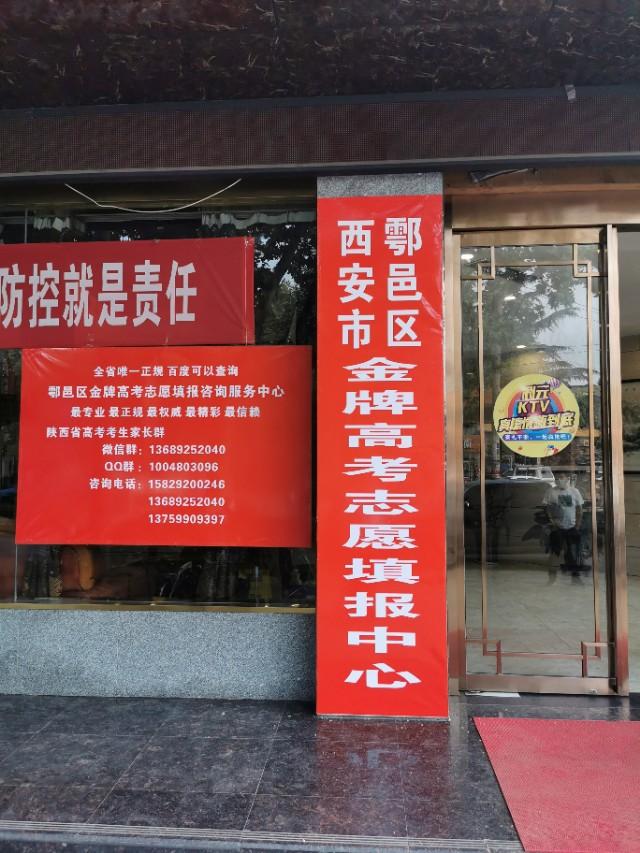 防控就是责任
全省唯一正规 百度可以查询
鄠邑区金牌高考志愿填报咨询服务中心
最专业 最正规 最权威 最精彩 最信赖
陕西省高考考生家长群
微信群：13689252040
QQ群：1004803096
咨询电话：15829200246
13689252040
13759909397
西安市
鄠邑区
金牌高考志愿填报中心
KTV